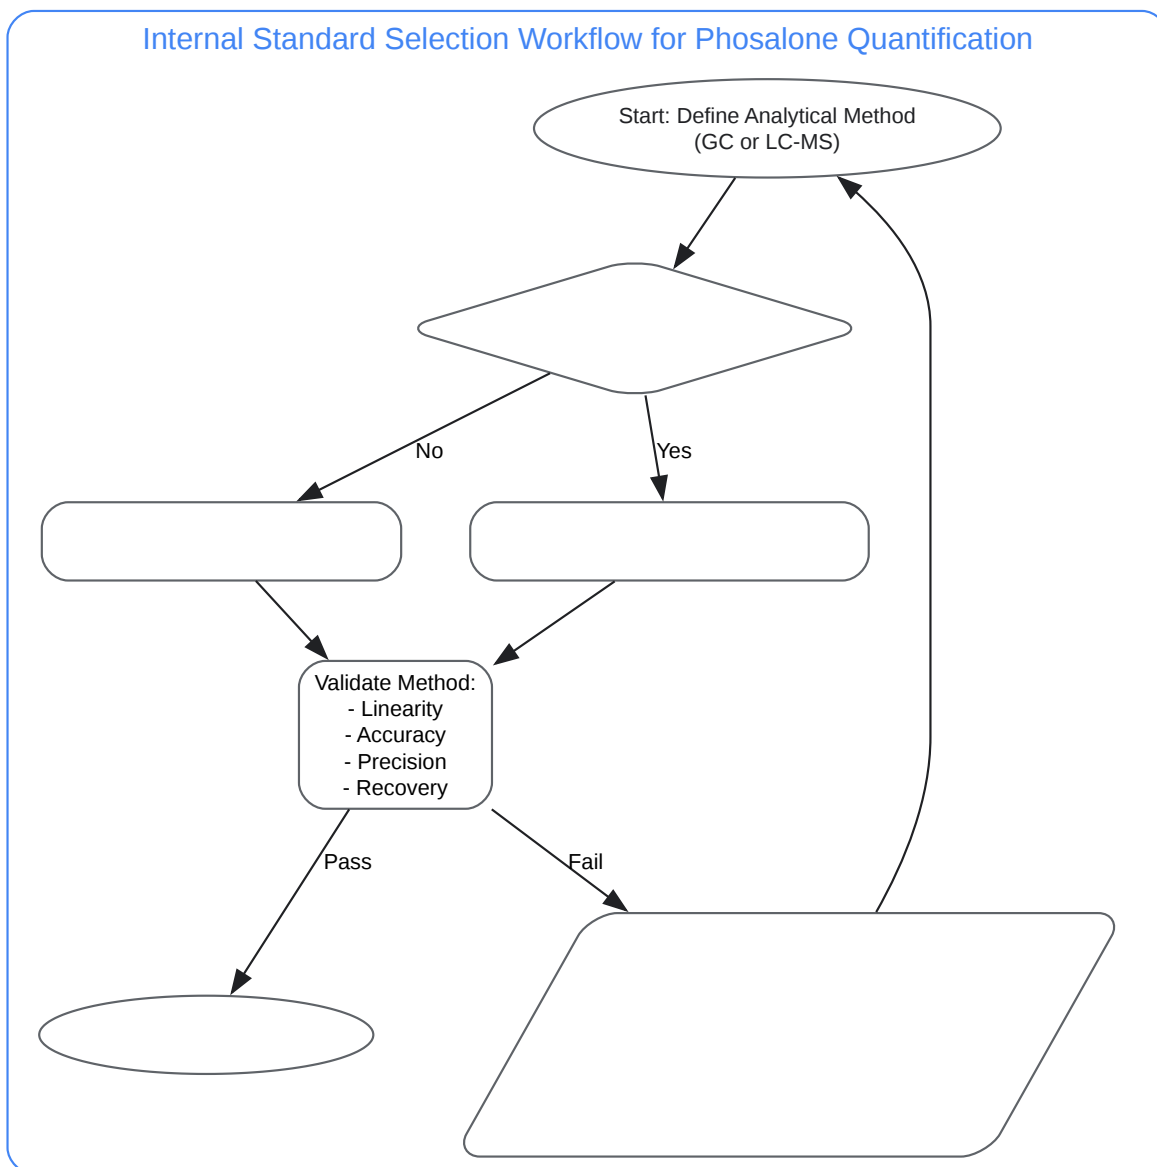 Internal Standard Selection Workflow for Phosalone Quantification
Start: Define Analytical Method
(GC or LC-MS)
No
Yes
Validate Method:
- Linearity
- Accuracy
- Precision
- Recovery
Pass
Fail